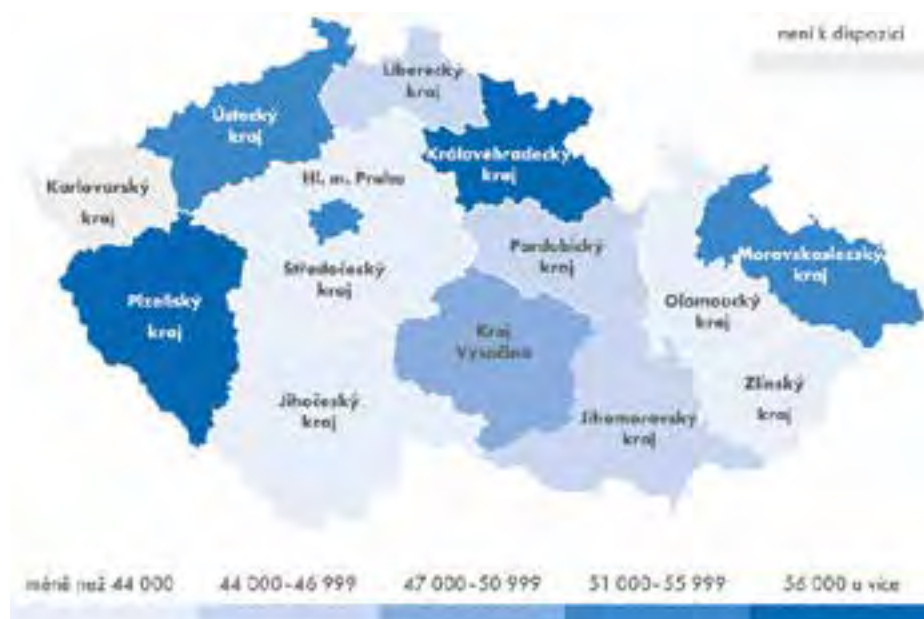 není k dispozici
Liberecký
kraj
Ústecký
kraj
Královéhradecký
kraj
Karlovarský
kraj
Hl. m. Praha
Pardubický
kraj
Moravskoslezský
kraj
Středočeský
kraj
Plzeňský
kraj
Olomoucký
kraj
Kraj
Vysočina
Zlínský
kraj
Jihočeský
kraj
Jihomoravský
kraj
méně než 44 000 44 000–46 999 47 000–50 999 51 000–55 999 56 000 a více